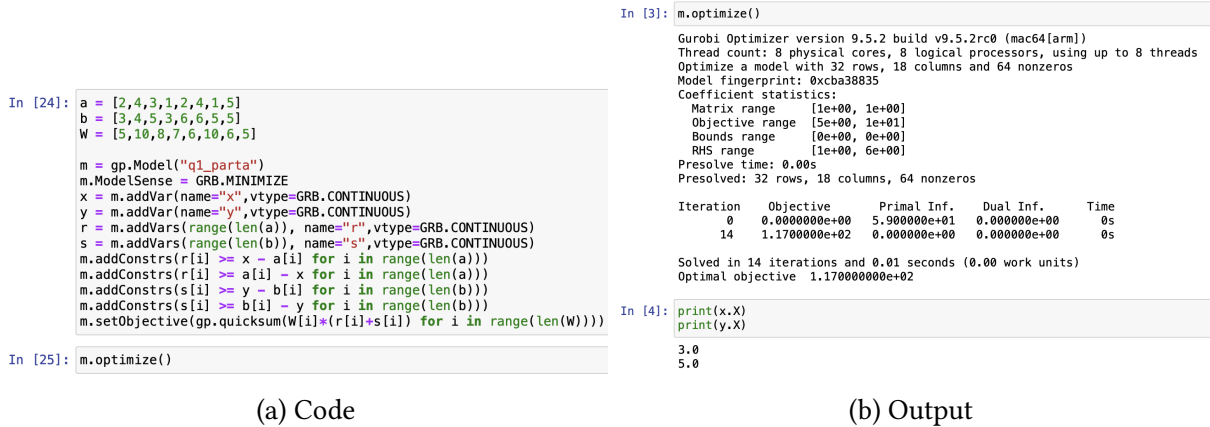 In [24]:
a = [2,4,3,1,2,4,1,5]
b = [3,4,5,3,6,6,5,5]
W = [5,10,8,7,6,10,6,5]
m = gp.Model("q1_parta")
m.ModelSense = GRB.MINIMIZE
x = m.addVar(name="x",vtype=GRB.CONTINUOUS)
y = m.addVar(name="y",vtype=GRB.CONTINUOUS)
r = m.addVars(range(len(a)), name="r",vtype=GRB.CONTINUOUS)
s = m.addVars(range(len(b)), name="s",vtype=GRB.CONTINUOUS)
m.addConstrs(r[i] >= x - a[i] for i in range(len(a)))
m.addConstrs(r[i] >= a[i] - x for i in range(len(a)))
m.addConstrs(s[i] >= y - b[i] for i in range(len(b)))
m.addConstrs(s[i] >= b[i] - y for i in range(len(b)))
m.setObjective(gp.quicksum(W[i]*(r[i]+s[i]) for i in range(len(W))))
In [25]: m.optimize()
(a) Code
In [3]: m.optimize()
Gurobi Optimizer version 9.5.2 build v9.5.2rc0 (mac64[arm])
Thread count: 8 physical cores, 8 logical processors, using up to 8 threads
Optimize a model with 32 rows, 18 columns and 64 nonzeros
Model fingerprint: 0xcba38835
Coefficient statistics:
Matrix range [1e+00, 1e+00]
Objective range [5e+00, 1e+01]
Bounds range [0e+00, 0e+00]
RHS range [1e+00, 6e+00]
Presolve time: 0.00s
Presolved: 32 rows, 18 columns, 64 nonzeros
Iteration Objective Primal Inf. Dual Inf. Time
0 0.0000000e+00 5.900000e+01 0.000000e+00 0s
14 1.1700000e+02 0.000000e+00 0.000000e+00 0s
Solved in 14 iterations and 0.01 seconds (0.00 work units)
Optimal objective 1.170000000e+02
In [4]: print(x.X)
print(y.X)
3.0
5.0
(b) Output